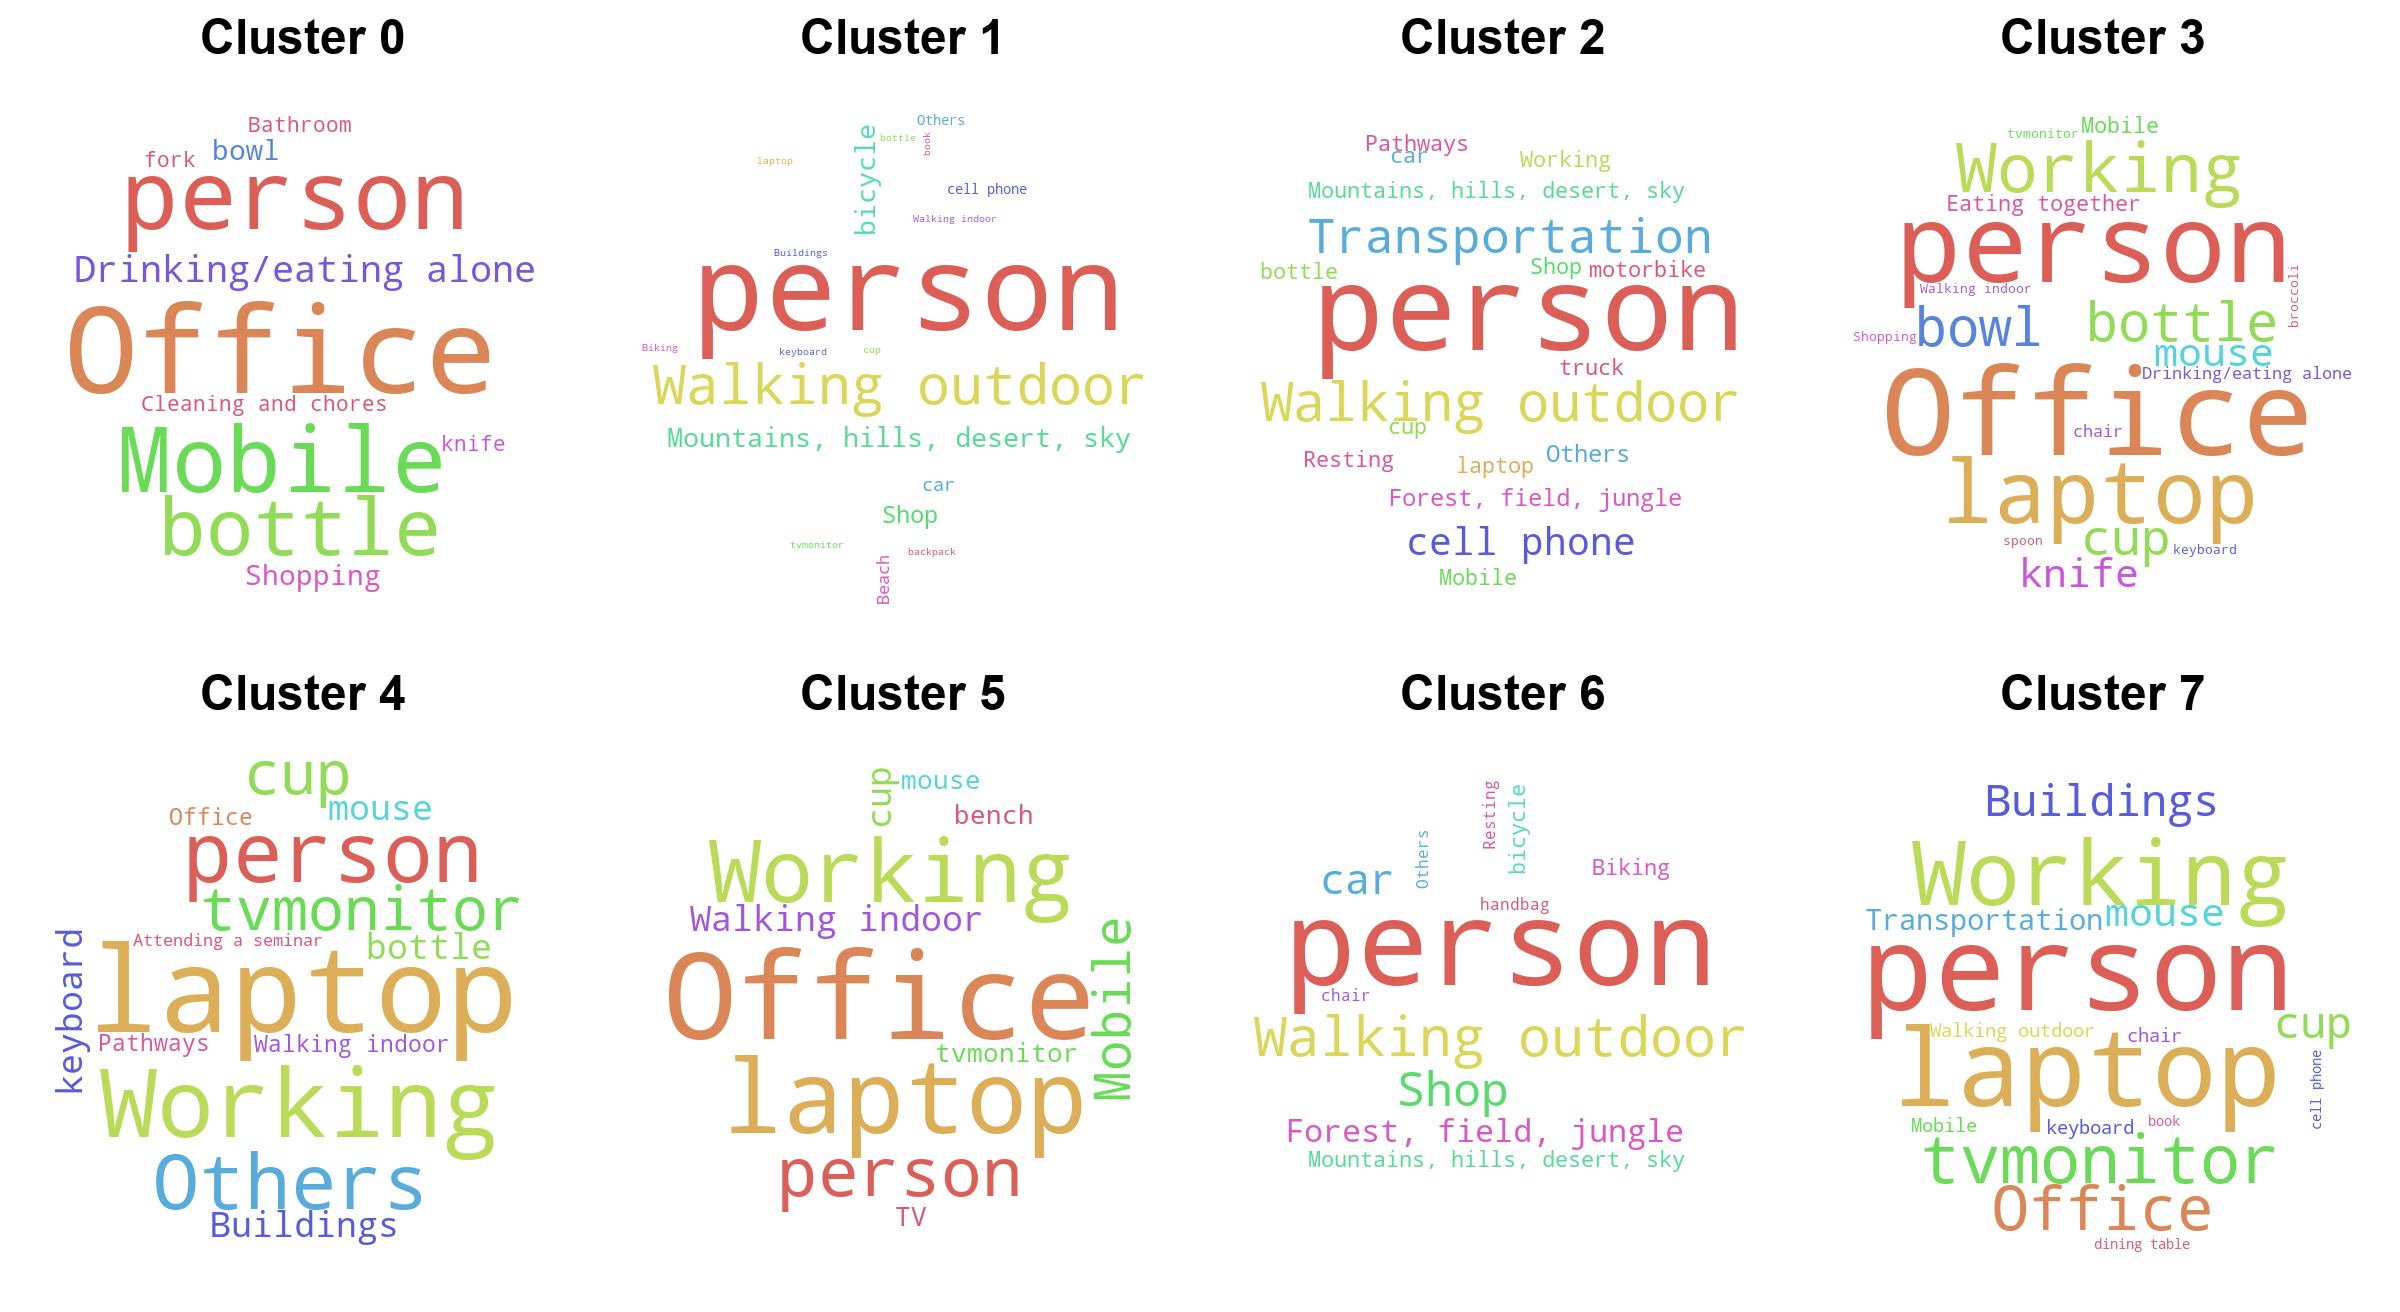 Cluster 0
Bathroom
bowl
fork
person
Drinking/eating alone
Office
Cleaning and chores
Mobile
knife
bottle
Shopping
Cluster 1
Others
bottle
book
bicycle
laptop
cell phone
Walking indoor
Buildings
person
Biking
keyboard
cup
Walking outdoor
Mountains, hills, desert, sky
car
Shop
tvmonitor
backpack
Beach
Cluster 2
Pathways
car
Working
Mountains, hills, desert, sky
Transportation
bottle
Shop
motorbike
person
truck
Walking outdoor
cup
Resting
laptop
Others
Forest, field, jungle
cell phone
Mobile
Cluster 3
Mobile
tvmonitor
Working
Eating together
person
broccoli
Walking indoor
bowl
bottle
Shopping
mouse
Drinking/eating alone
Office
chair
laptop
spoon
cup
keyboard
knife
Cluster 4
cup
mouse
Office
person
tvmonitor
Attending a seminar
bottle
keyboard
laptop
Pathways
Walking indoor
Working
Others
Buildings
Cluster 5
cup
mouse
bench
Working
Walking indoor
Office
Mobile
tvmonitor
laptop
person
TV
Cluster 6
Resting
bicycle
Others
car
Biking
handbag
person
chair
Walking outdoor
Shop
Forest, field, jungle
Mountains, hills, desert, sky
Cluster 7
Buildings
Working
Transportation
mouse
person
Walking outdoor
chair
cup
laptop
cell phone
Mobile
keyboard
book
tvmonitor
Office
dining table